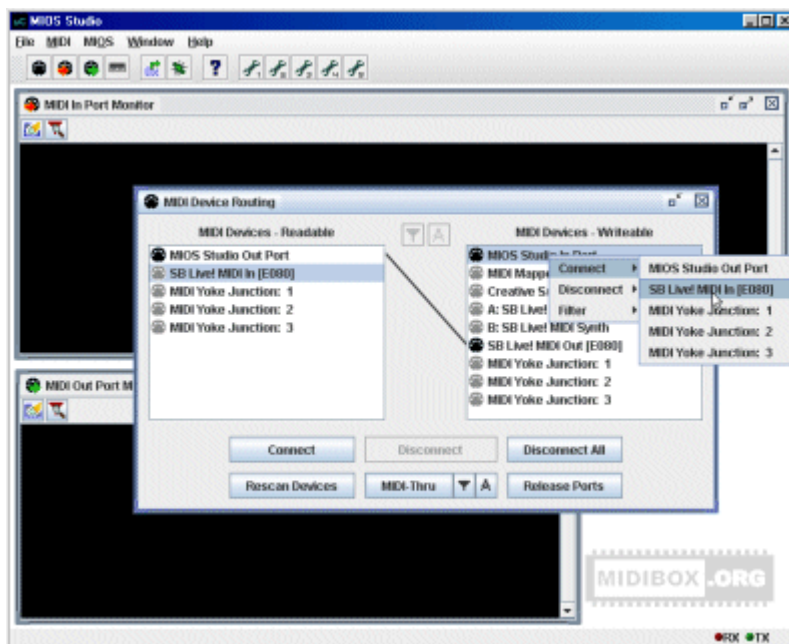 MIOS Studio
File MIDI MIOS Window Help
? 1 2 3 4 5
MIDI In Port Monitor
MIDI Device Routing
MIDI Devices - Readable
A
MIDI Devices - Writeable
MIOS Studio Out Port
SB Live! MIDI In [E080]
MIDI Yoke Junction: 1
MIDI Yoke Junction: 2
MIDI Yoke Junction: 3
MIOS Studio In Port
MIDI Mappe
Creative S
A: SB Live!
B: SB Live! MIDI Synth
SB Live! MIDI Out [E080]
MIDI Yoke Junction: 1
MIDI Yoke Junction: 2
MIDI Yoke Junction: 3
Connect
Disconnect
Filter
MIOS Studio Out Port
SB Live! MIDI In [E080]
MIDI Yoke Junction: 1
MIDI Yoke Junction: 2
MIDI Yoke Junction: 3
Connect Disconnect Disconnect All
Rescan Devices MIDI-Thru A Release Ports
MIDI Out Port M
MIDIBOX.ORG
RX TX